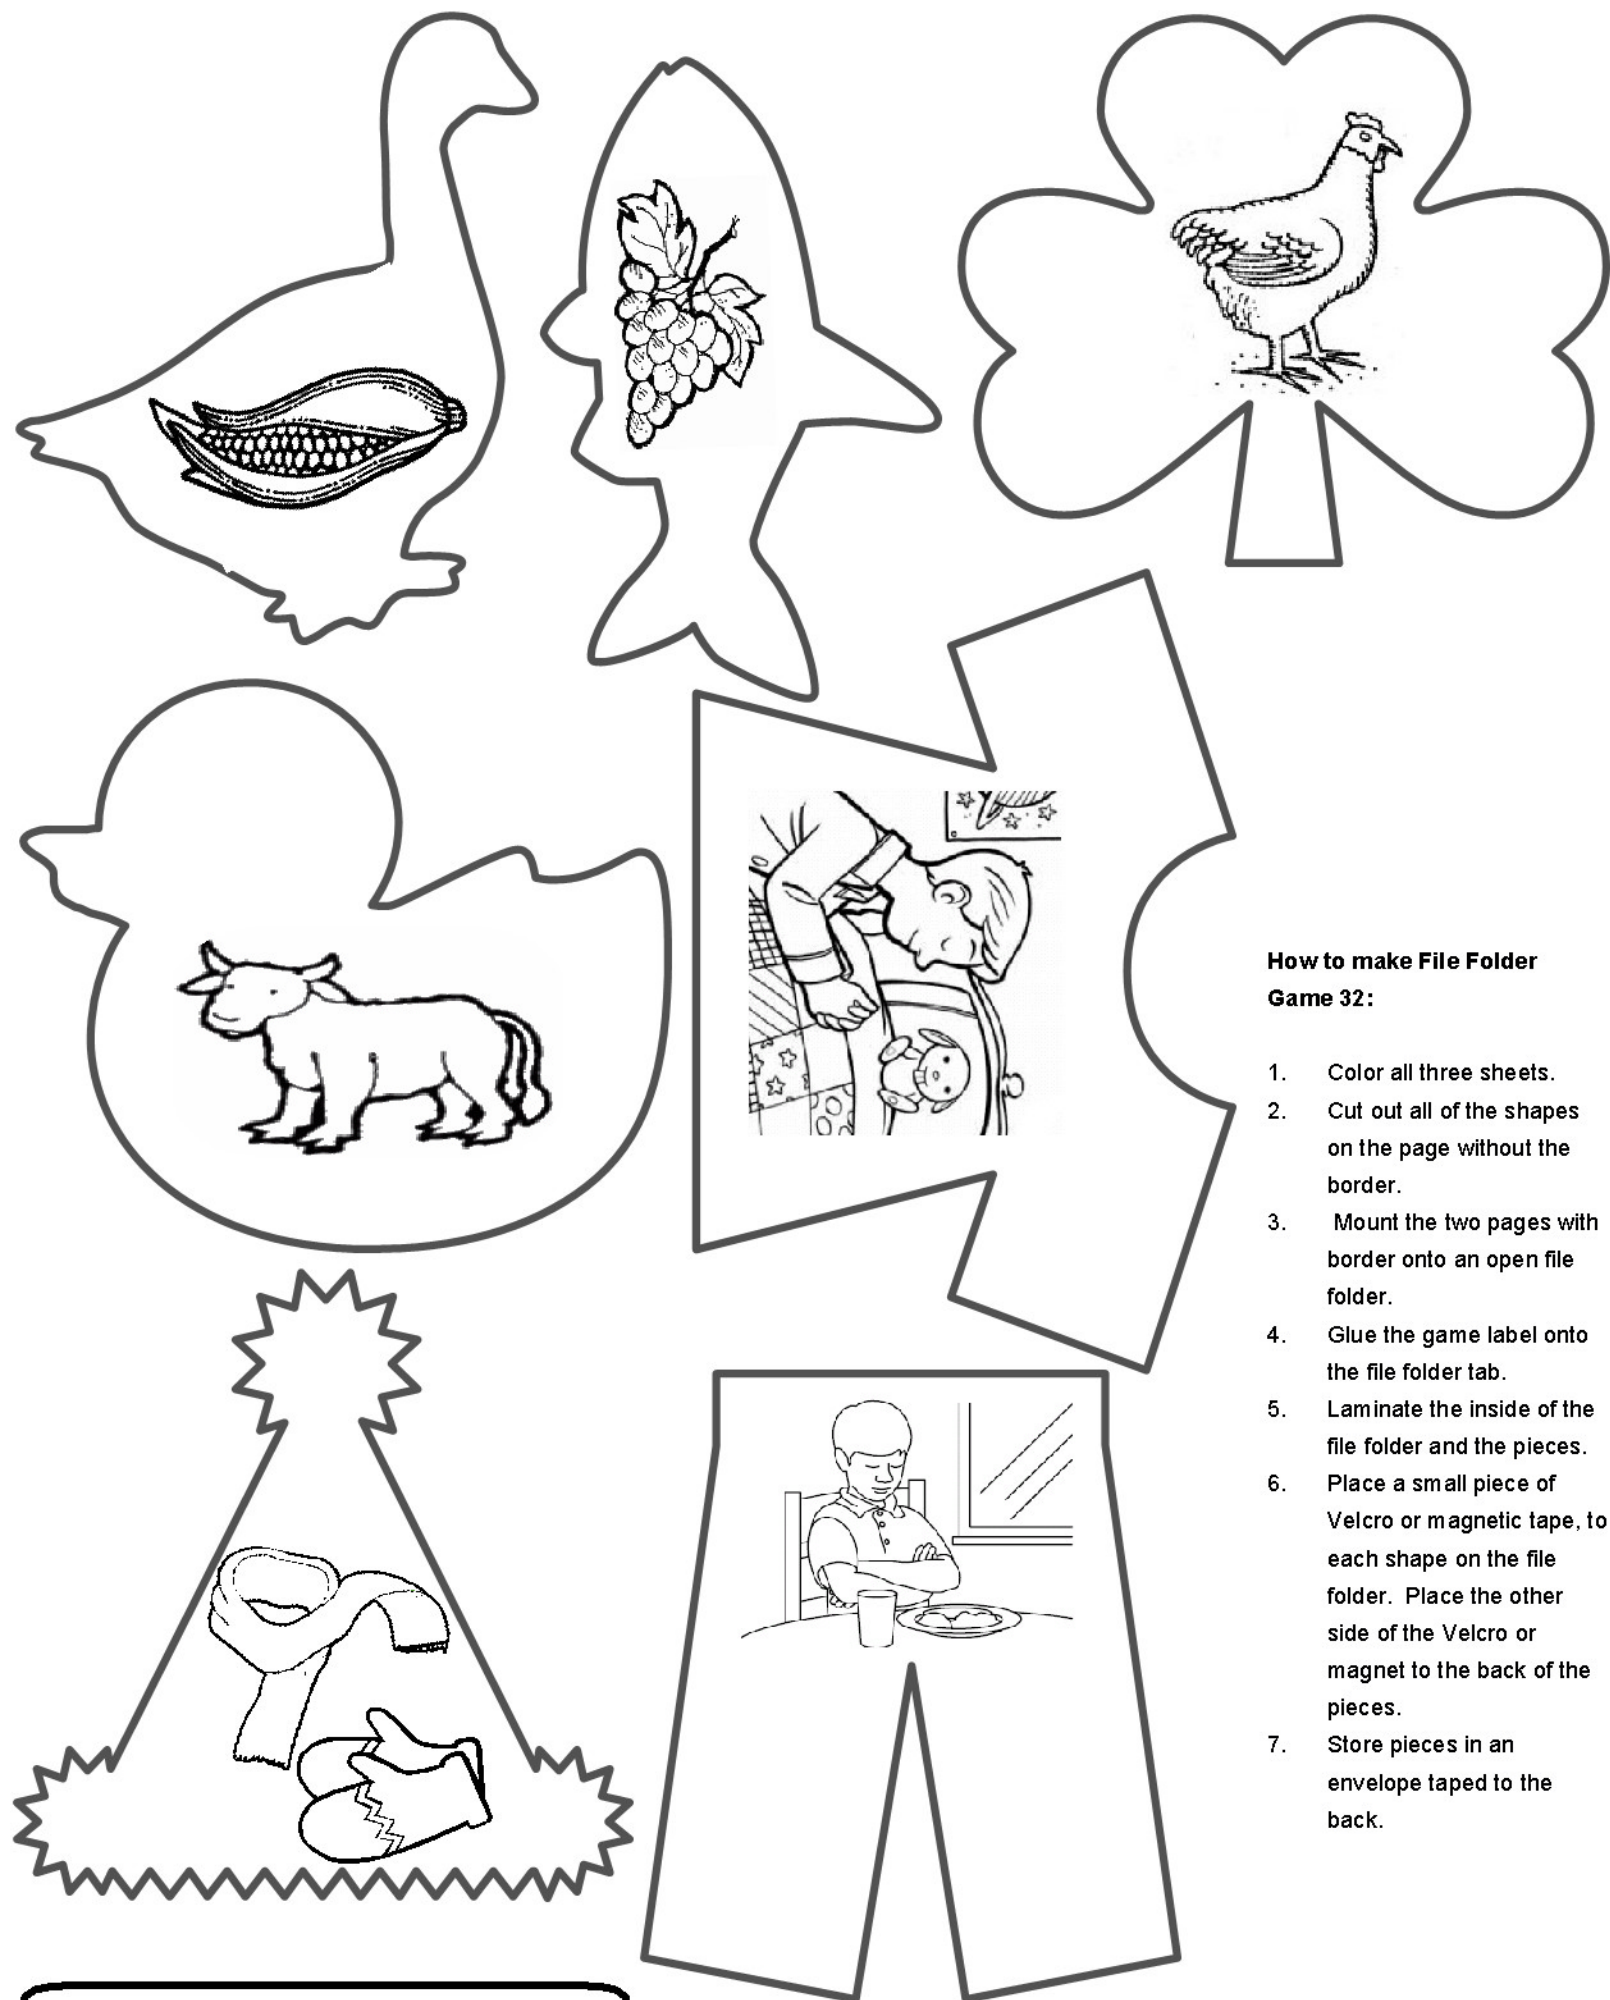 How to make File Folder
Game 32:
1. Color all three sheets.
2. Cut out all of the shapes
on the page without the
border.
3. Mount the two pages with
border onto an open file
folder.
4. Glue the game label onto
the file folder tab.
5. Laminate the inside of the
file folder and the pieces.
6. Place a small piece of
Velcro or magnetic tape, to
each shape on the file
folder. Place the other
side of the Velcro or
magnet to the back of the
pieces.
7. Store pieces in an
envelope taped to the
back.